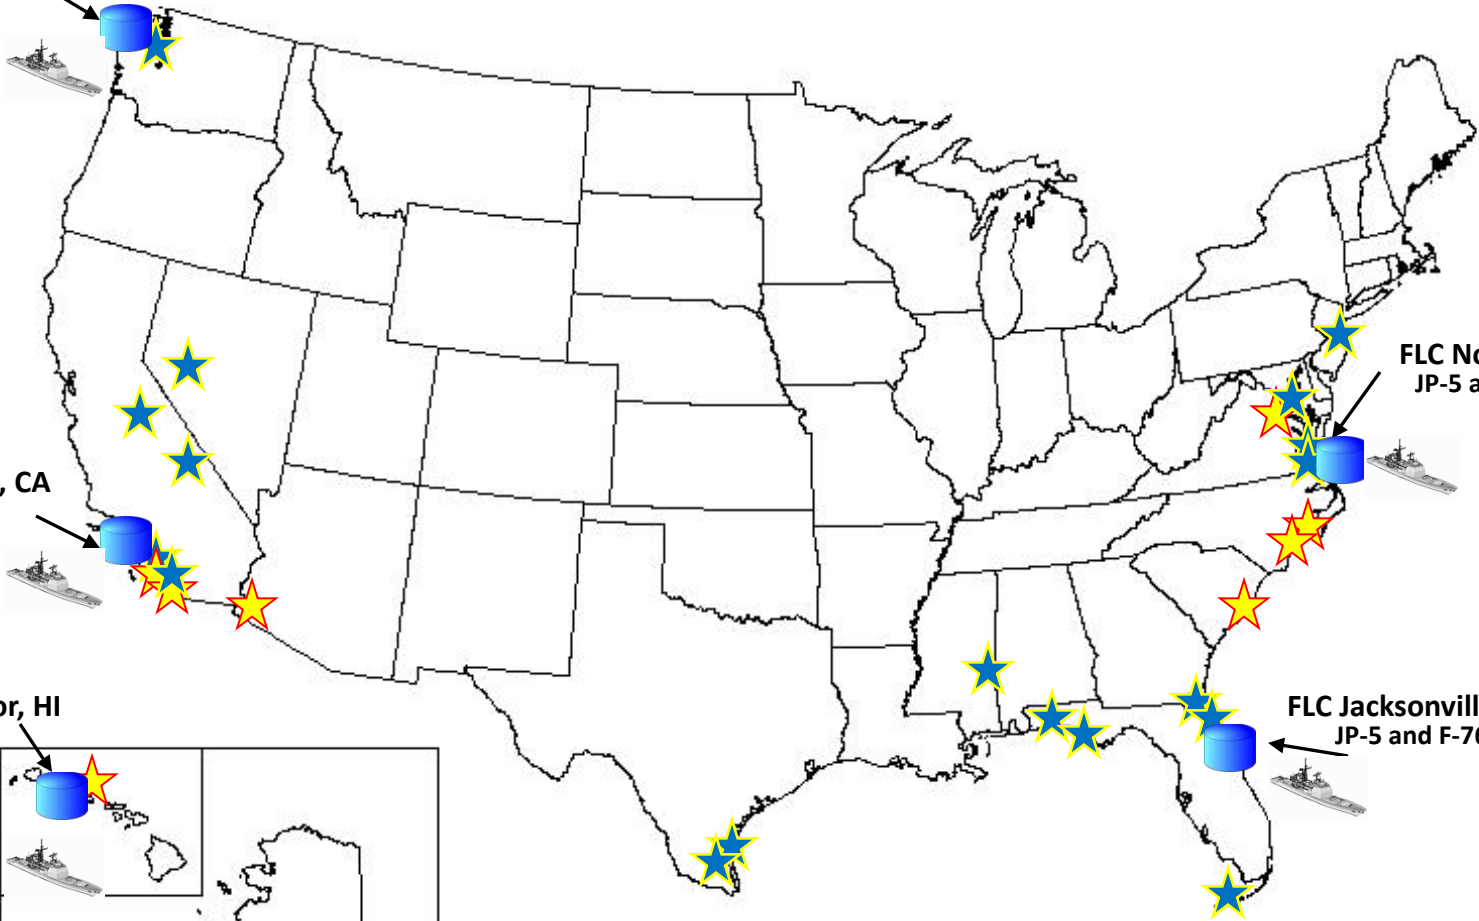 FLC No
JP-5 a
, CA
or, HI
FLC Jacksonvill
JP-5 and F-76